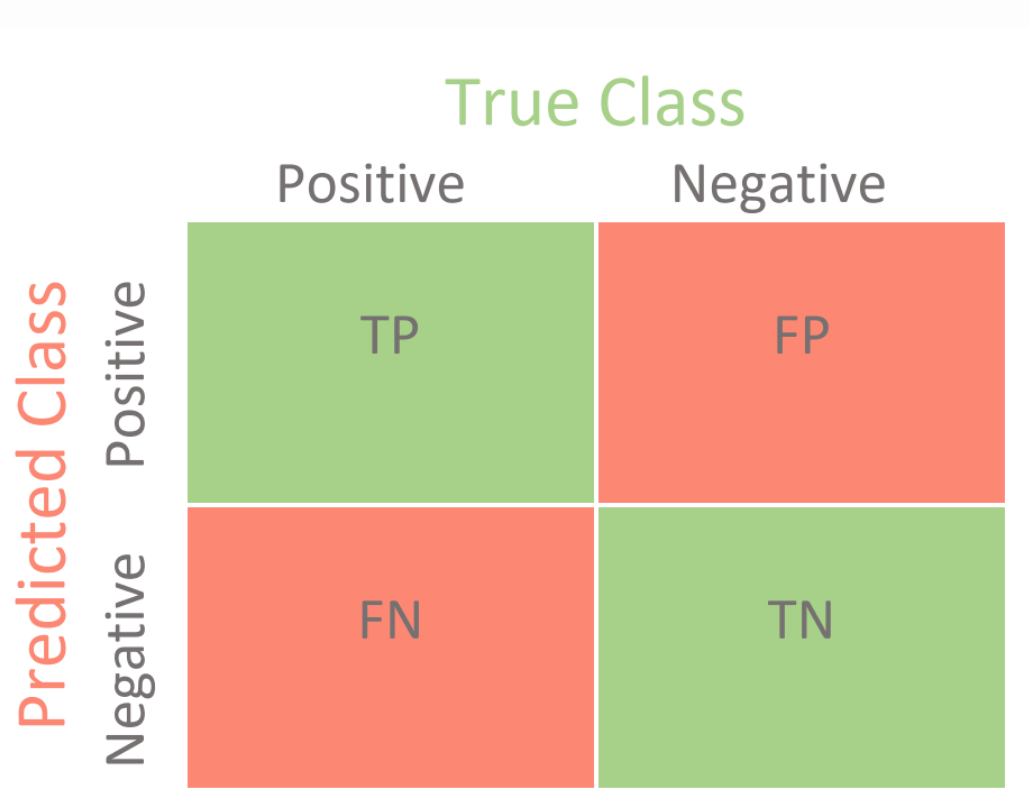 True Class
Positive Negative
Predicted Class
Positive
TP FP
Negative
FN TN